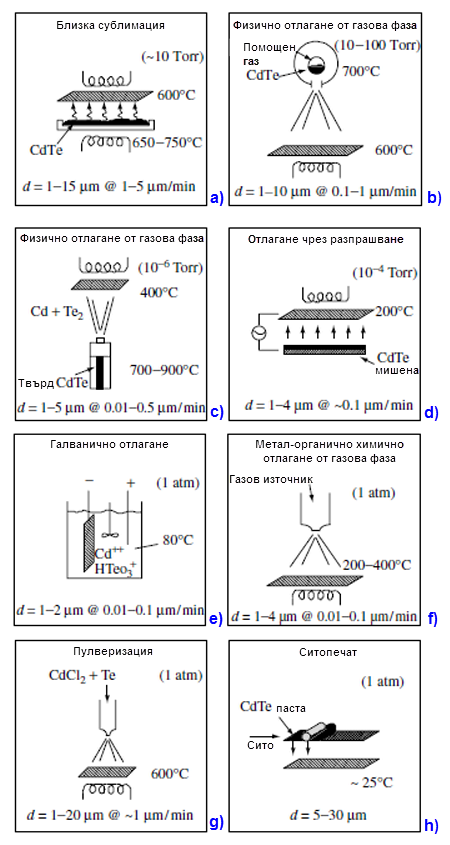 Близка сублимация
(~10 Torr)
600°C
CdTe
650–750°C
d = 1–15 μm @ 1–5 μm/min
a)
Физично отлагане от газова фаза
Помощен газ
(10–100 Torr)
CdTe
700°C
600°C
d = 1–10 μm @ 0.1–1 μm/min
b)
Физично отлагане от газова фаза
(10⁻⁶ Torr)
400°C
Cd + Te₂
Твърд CdTe
700–900°C
d = 1–5 μm @ 0.01–0.5 μm/min
c)
Отлагане чрез разпрашване
(10⁻⁴ Torr)
200°C
CdTe
мишена
d = 1–4 μm @ ~0.1 μm/min
d)
Галванично отлагане
− +
(1 atm)
80°C
Cd⁺⁺
HTeo₃⁺
d = 1–2 μm @ 0.01–0.1 μm/min
e)
Метал-органично химично
отлагане от газова фаза
Газов източник
(1 atm)
200–400°C
d = 1–4 μm @ 0.01–0.1 μm/min
f)
Пулверизация
CdCl₂ + Te
(1 atm)
600°C
d = 1–20 μm @ ~1 μm/min
g)
Ситопечат
(1 atm)
CdTe паста
Сито
~ 25°C
d = 5–30 μm
h)